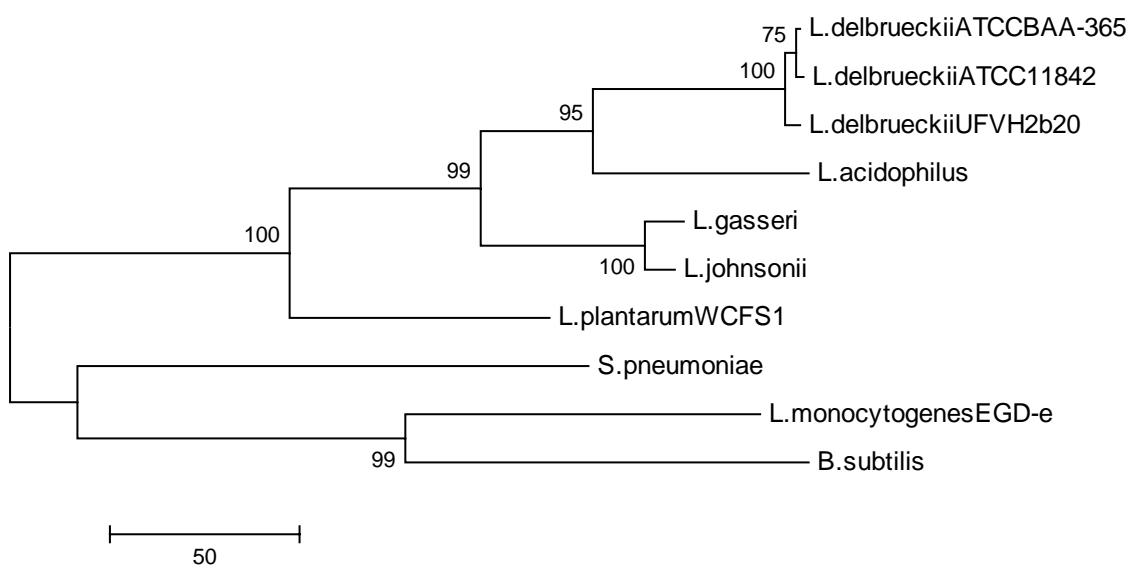 L.delbrueckiiATCCBAA-365
75
100
L.delbrueckiiATCC11842
95
L.delbrueckiiUFVH2b20
99
L.acidophilus
L.gasseri
100
100
L.johnsonii
L.plantarumWCFS1
S.pneumoniae
L.monocytogenesEGD-e
99
B.subtilis
50